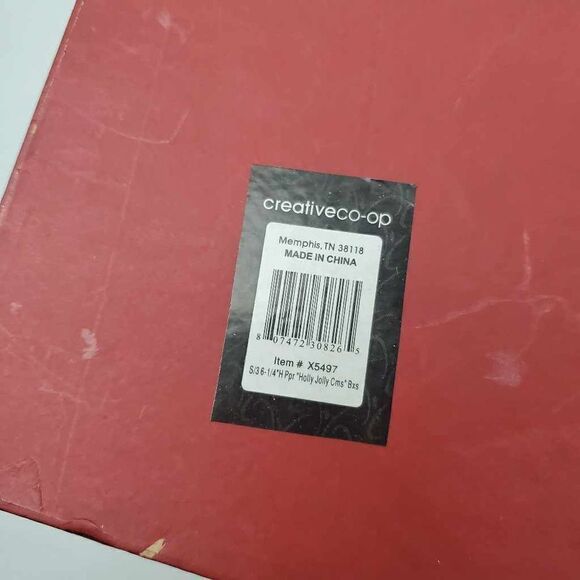 creativeco-op
Memphis, TN 38118
MADE IN CHINA
8 07472 30826 5
Item # X5497
S/3 6-1/4"H Ppr "Holly Jolly Cms" Bxs